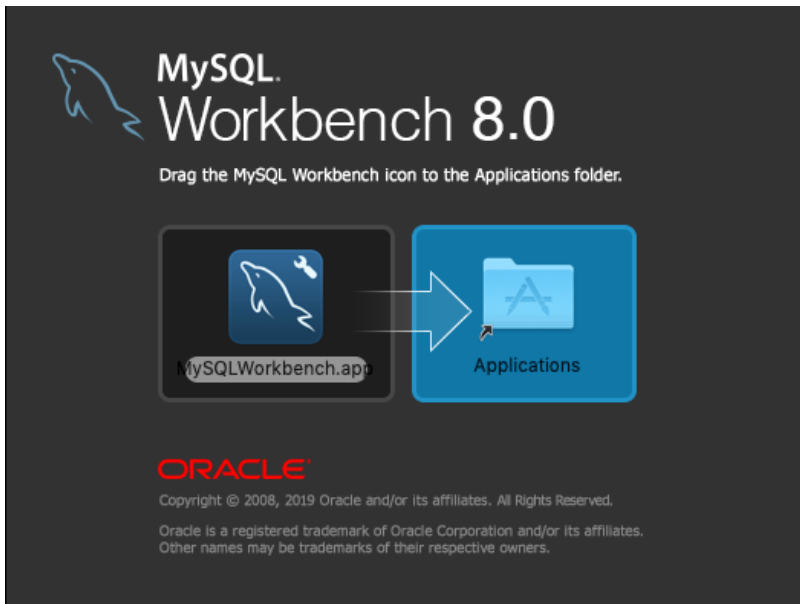 MySQL.
Workbench 8.0
Drag the MySQL Workbench icon to the Applications folder.
MySQLWorkbench.app
Applications
ORACLE®
Copyright © 2008, 2019 Oracle and/or its affiliates. All Rights Reserved.
Oracle is a registered trademark of Oracle Corporation and/or its affiliates.
Other names may be trademarks of their respective owners.